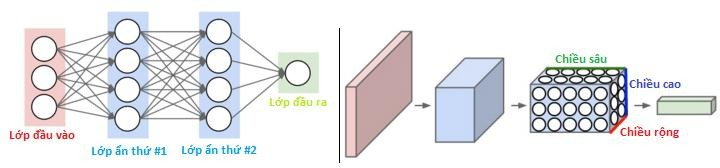 Lớp đầu vào
Lớp ẩn thứ #1
Lớp ẩn thứ #2
Lớp đầu ra
Chiều sâu
Chiều cao
Chiều rộng